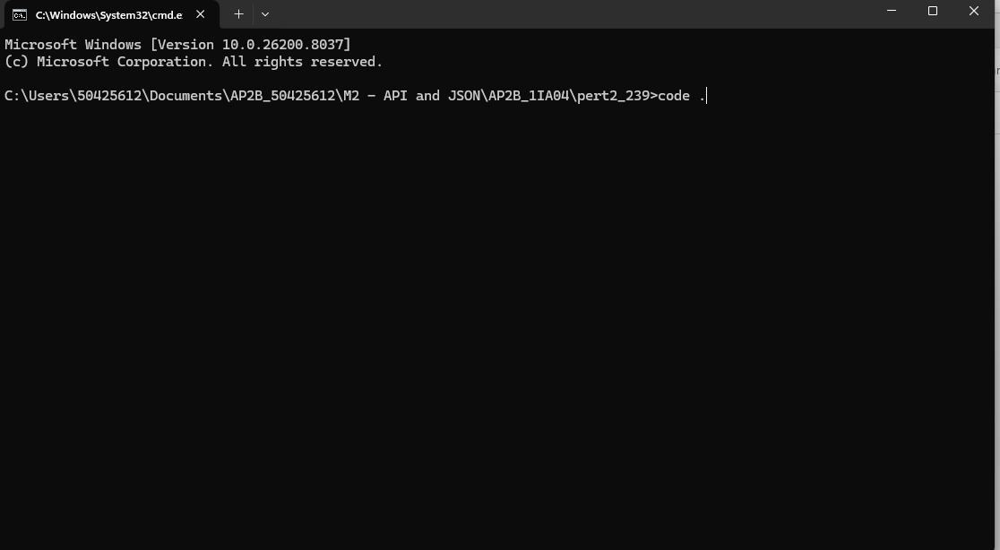 C:\Windows\System32\cmd.e
Microsoft Windows [Version 10.0.26200.8037]
(c) Microsoft Corporation. All rights reserved.
C:\Users\50425612\Documents\AP2B_50425612\M2 - API and JSON\AP2B_1IA04\pert2_239>code .